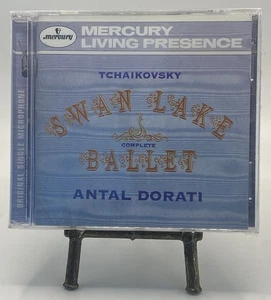 mercury
MERCURY
LIVING PRESENCE
TCHAIKOVSKY
SWAN LAKE
COMPLETE
BALLET
ANTAL DORATI
ORIGINAL SINGLE MICROPHONE